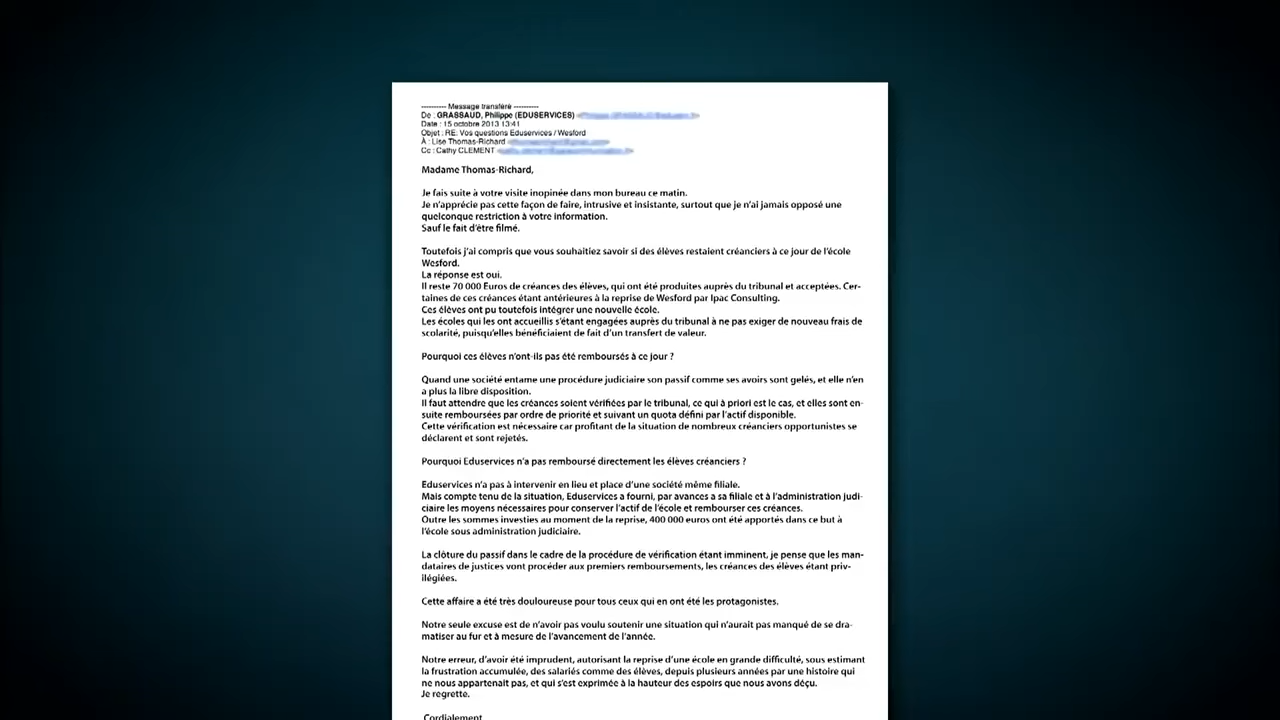 ---------- Message transféré ----------
De : GRASSAUD, Philippe (EDUSERVICES)
Date : 15 octobre 2013 13:41
Objet : RE: Vos questions Eduservices / Wesford
À : Lise Thomas-Richard
Cc : Cathy CLEMENT
Madame Thomas-Richard,
Je fais suite à votre visite inopinée dans mon bureau ce matin.
Je n'apprécie pas cette façon de faire, intrusive et insistante, surtout que je n'ai jamais opposé une
quelconque restriction à votre information.
Sauf le fait d'être filmé.
Toutefois j'ai compris que vous souhaitiez savoir si des élèves restaient créanciers à ce jour de l'école
Wesford.
La réponse est oui.
Il reste 70 000 Euros de créances des élèves, qui ont été produites auprès du tribunal et acceptées. Cer-
taines de ces créances étant antérieures à la reprise de Wesford par Ipac Consulting.
Ces élèves ont pu toutefois intégrer une nouvelle école.
Les écoles qui les ont accueillis s'étant engagées auprès du tribunal à ne pas exiger de nouveau frais de
scolarité, puisqu'elles bénéficiaient de fait d'un transfert de valeur.
Pourquoi ces élèves n'ont-ils pas été remboursés à ce jour ?
Quand une société entame une procédure judiciaire son passif comme ses avoirs sont gelés, et elle n'en
a plus la libre disposition.
Il faut attendre que les créances soient vérifiées par le tribunal, ce qui à priori est le cas, et elles sont en-
suite remboursées par ordre de priorité et suivant un quota défini par l'actif disponible.
Cette vérification est nécessaire car profitant de la situation de nombreux créanciers opportunistes se
déclarent et sont rejetés.
Pourquoi Eduservices n'a pas remboursé directement les élèves créanciers ?
Eduservices n'a pas à intervenir en lieu et place d'une société même filiale.
Mais compte tenu de la situation, Eduservices a fourni, par avances a sa filiale et à l'administration judi-
ciaire les moyens nécessaires pour conserver l'actif de l'école et rembourser ces créances.
Outre les sommes investies au moment de la reprise, 400 000 euros ont été apportés dans ce but à
l'école sous administration judiciaire.
La clôture du passif dans le cadre de la procédure de vérification étant imminent, je pense que les man-
dataires de justices vont procéder aux premiers remboursements, les créances des élèves étant priv-
ilégiées.
Cette affaire a été très douloureuse pour tous ceux qui en ont été les protagonistes.
Notre seule excuse est de n'avoir pas voulu soutenir une situation qui n'aurait pas manqué de se dra-
matiser au fur et à mesure de l'avancement de l'année.
Notre erreur, d'avoir été imprudent, autorisant la reprise d'une école en grande difficulté, sous estimant
la frustration accumulée, des salariés comme des élèves, depuis plusieurs années par une histoire qui
ne nous appartenait pas, et qui s'est exprimée à la hauteur des espoirs que nous avons déçu.
Je regrette.
Cordialement